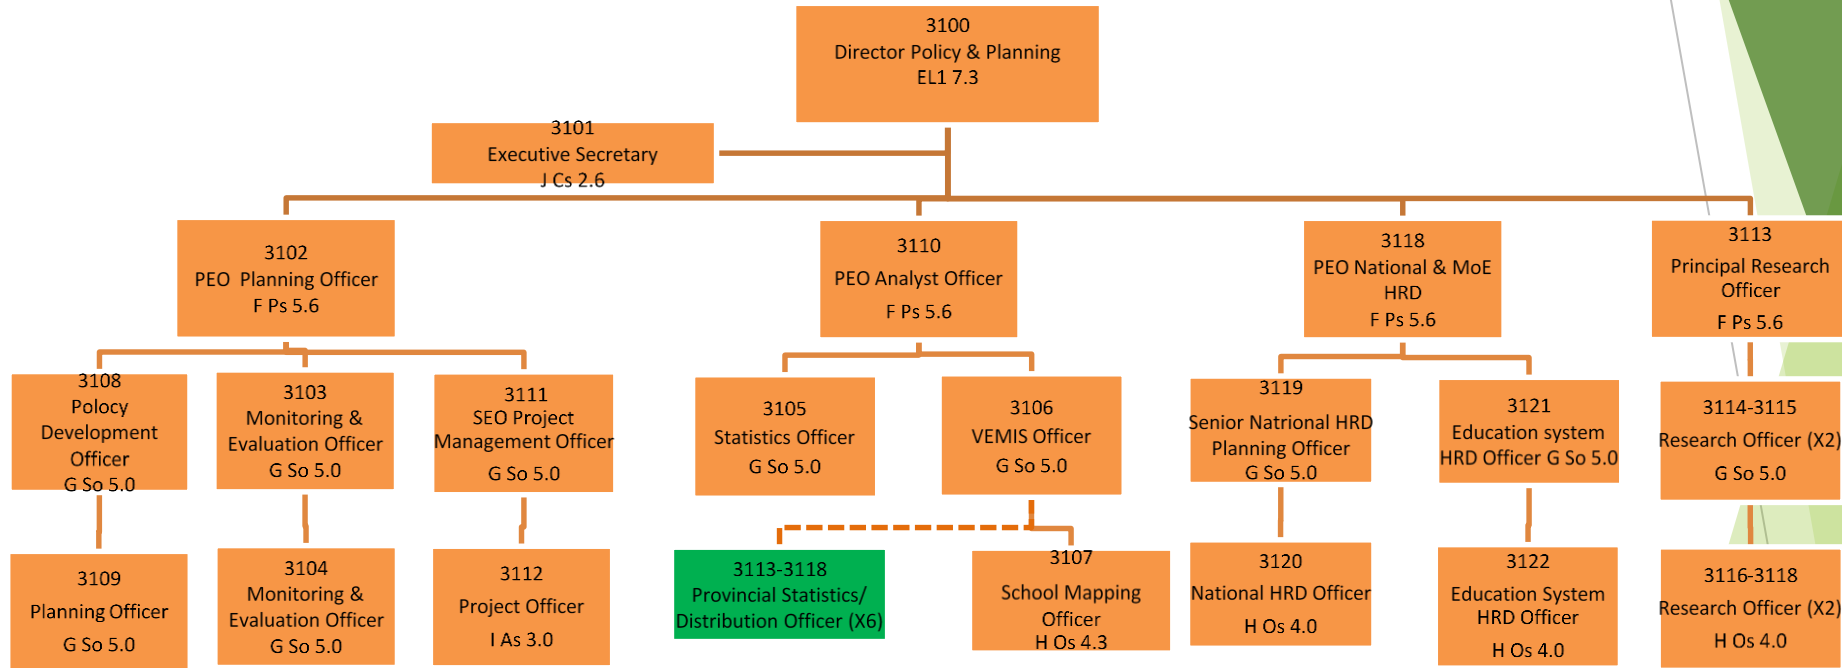 3100
Director Policy & Planning
EL1 7.3
3101
Executive Secretary
J Cs 2.6
3102
PEO Planning Officer
F Ps 5.6
3110
PEO Analyst Officer
F Ps 5.6
3118
PEO National & MoE
HRD
F Ps 5.6
3113
Principal Research
Officer
F Ps 5.6
3108
Polocy
Development
Officer
G So 5.0
3103
Monitoring &
Evaluation Officer
G So 5.0
3111
SEO Project
Management Officer
G So 5.0
3105
Statistics Officer
G So 5.0
3106
VEMIS Officer
G So 5.0
3119
Senior Natrional HRD
Planning Officer
G So 5.0
3121
Education system
HRD Officer G So 5.0
3114-3115
Research Officer (X2)
G So 5.0
3109
Planning Officer
G So 5.0
3104
Monitoring &
Evaluation Officer
G So 5.0
3112
Project Officer
I As 3.0
3113-3118
Provincial Statistics/
Distribution Officer (X6)
3107
School Mapping
Officer
H Os 4.3
3120
National HRD Officer
H Os 4.0
3122
Education System
HRD Officer
H Os 4.0
3116-3118
Research Officer (X2)
H Os 4.0